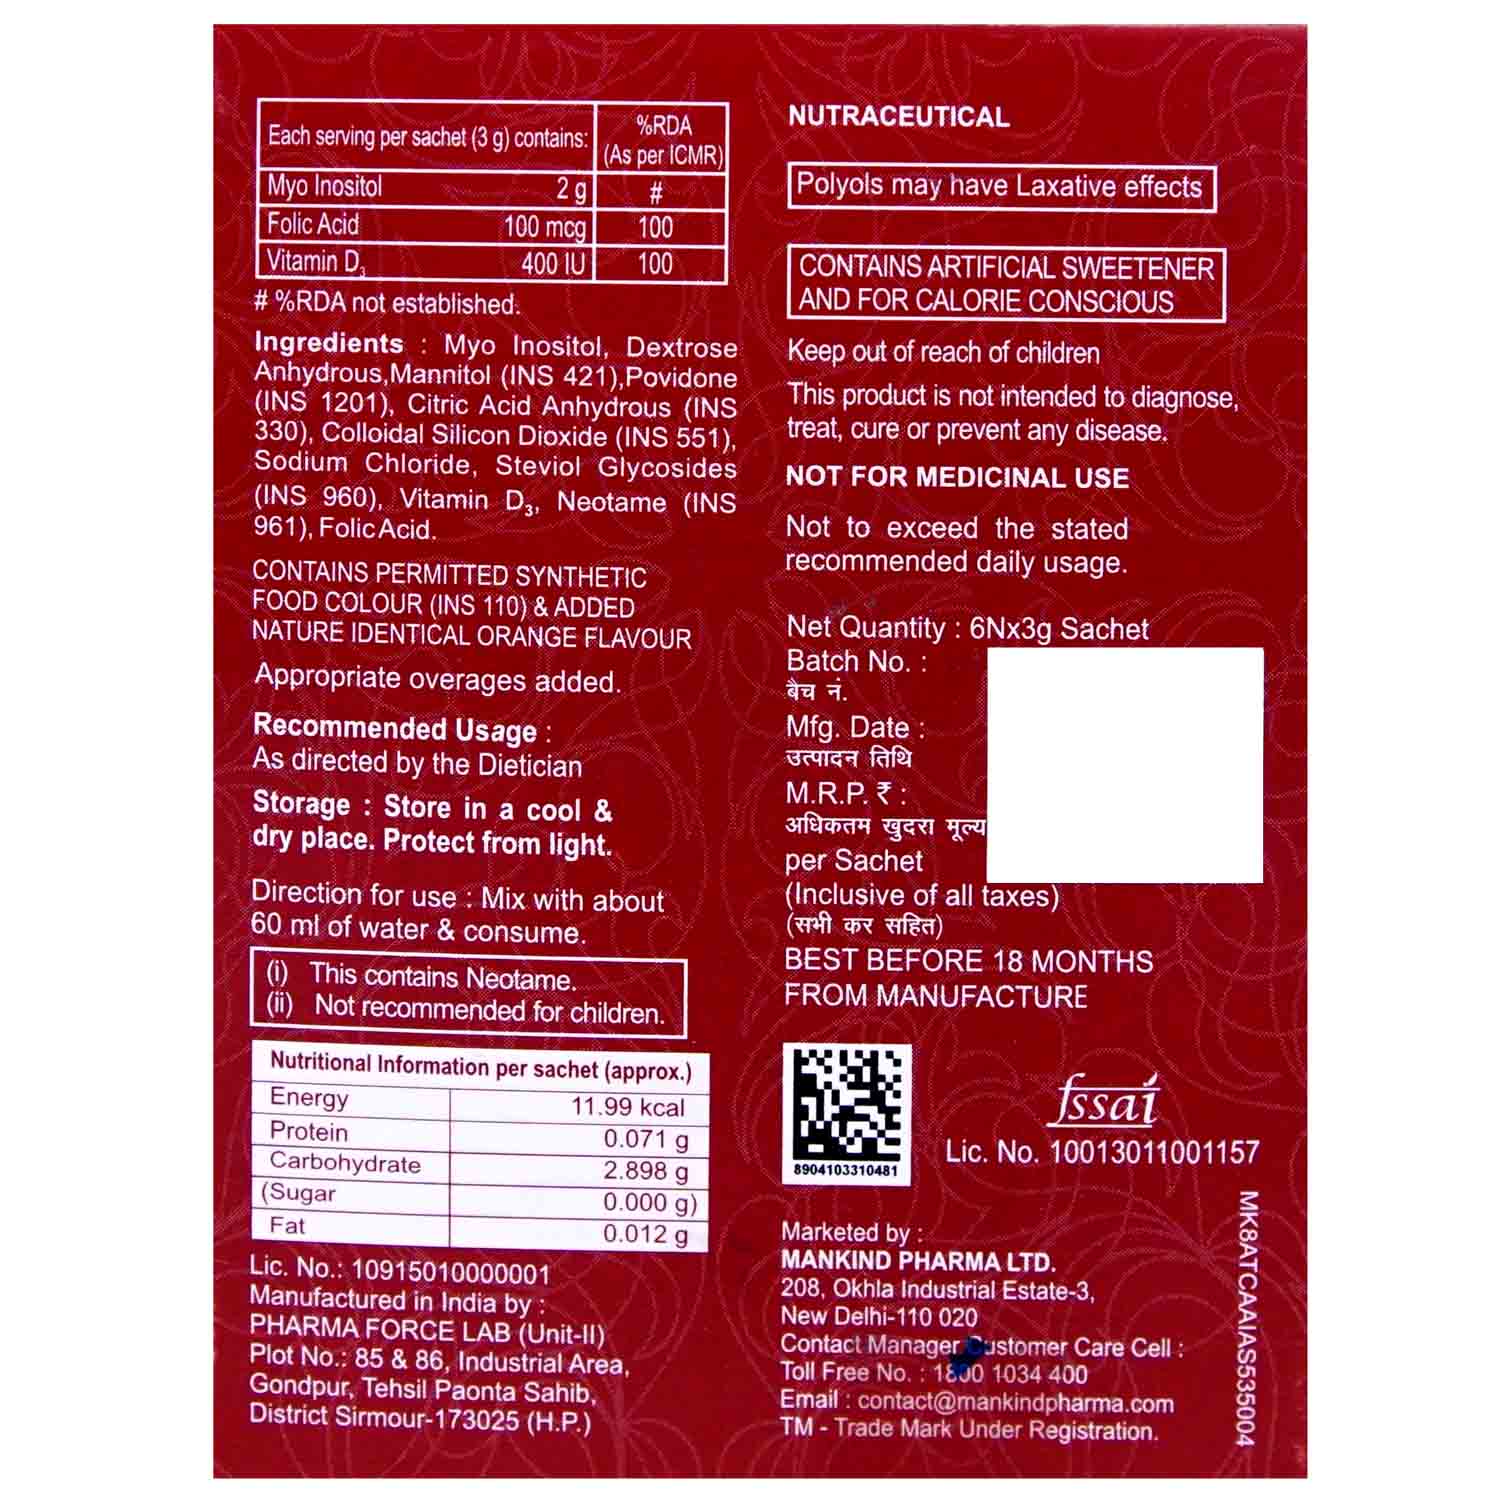 Each serving per sachet (3 g) contains: %RDA (As per ICMR)
Myo Inositol 2 g #
Folic Acid 100 mcg 100
Vitamin D3 400 IU 100
# %RDA not established.
Ingredients : Myo Inositol, Dextrose
Anhydrous,Mannitol (INS 421),Povidone
(INS 1201), Citric Acid Anhydrous (INS
330), Colloidal Silicon Dioxide (INS 551),
Sodium Chloride, Steviol Glycosides
(INS 960), Vitamin D3, Neotame (INS
961), Folic Acid.
CONTAINS PERMITTED SYNTHETIC
FOOD COLOUR (INS 110) & ADDED
NATURE IDENTICAL ORANGE FLAVOUR
Appropriate overages added.
Recommended Usage :
As directed by the Dietician
Storage : Store in a cool &
dry place. Protect from light.
Direction for use : Mix with about
60 ml of water & consume.
(i) This contains Neotame.
(ii) Not recommended for children.
Nutritional Information per sachet (approx.)
Energy 11.99 kcal
Protein 0.071 g
Carbohydrate 2.898 g
(Sugar 0.000 g)
Fat 0.012 g
Lic. No.: 10915010000001
Manufactured in India by :
PHARMA FORCE LAB (Unit-II)
Plot No.: 85 & 86, Industrial Area,
Gondpur, Tehsil Paonta Sahib,
District Sirmour-173025 (H.P.)
NUTRACEUTICAL
Polyols may have Laxative effects
CONTAINS ARTIFICIAL SWEETENER
AND FOR CALORIE CONSCIOUS
Keep out of reach of children
This product is not intended to diagnose,
treat, cure or prevent any disease.
NOT FOR MEDICINAL USE
Not to exceed the stated
recommended daily usage.
Net Quantity : 6Nx3g Sachet
Batch No. :
बैच नं.
Mfg. Date :
उत्पादन तिथि
M.R.P. ₹ :
अधिकतम खुदरा मूल्य
per Sachet
(Inclusive of all taxes)
(सभी कर सहित)
BEST BEFORE 18 MONTHS
FROM MANUFACTURE
8904103310481
fssai
Lic. No. 10013011001157
Marketed by :
MANKIND PHARMA LTD.
208, Okhla Industrial Estate-3,
New Delhi-110 020
Contact Manager Customer Care Cell :
Toll Free No. : 1800 1034 400
Email : contact@mankindpharma.com
TM - Trade Mark Under Registration.
MK8ATCAAIAS535004